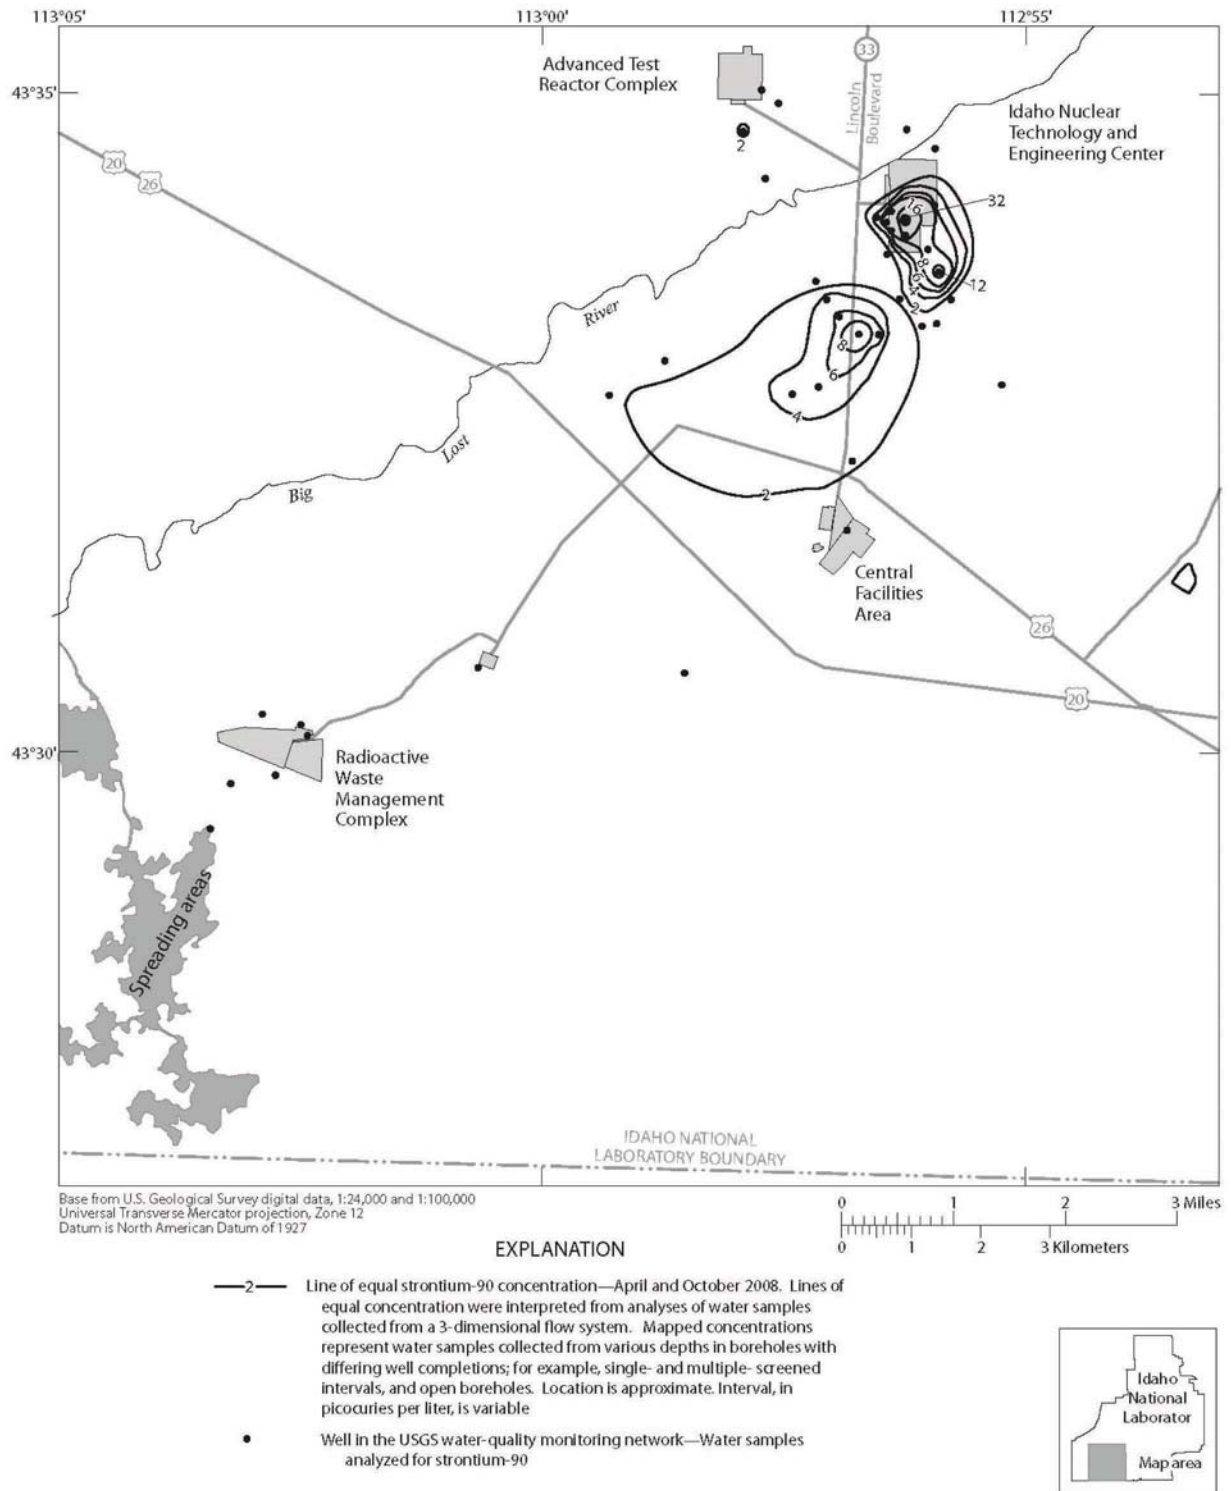 113°05'
113°00'
112°55'
43°35'
43°30'
Advanced Test
Reactor Complex
33
Lincoln
Boulevard
Idaho Nuclear
Technology and
Engineering Center
20
26
2
32
16
8
6
4
2
12
River
8
6
4
2
Lost
Big
Central
Facilities
Area
26
20
Radioactive
Waste
Management
Complex
Spreading areas
IDAHO NATIONAL
LABORATORY BOUNDARY
Base from U.S. Geological Survey digital data, 1:24,000 and 1:100,000
Universal Transverse Mercator projection, Zone 12
Datum is North American Datum of 1927
0 1 2 3 Miles
0 1 2 3 Kilometers
EXPLANATION
2 Line of equal strontium-90 concentration—April and October 2008. Lines of
equal concentration were interpreted from analyses of water samples
collected from a 3-dimensional flow system. Mapped concentrations
represent water samples collected from various depths in boreholes with
differing well completions; for example, single- and multiple- screened
intervals, and open boreholes. Location is approximate. Interval, in
picocuries per liter, is variable
Well in the USGS water-quality monitoring network—Water samples
analyzed for strontium-90
Idaho
National
Laborator
Map area